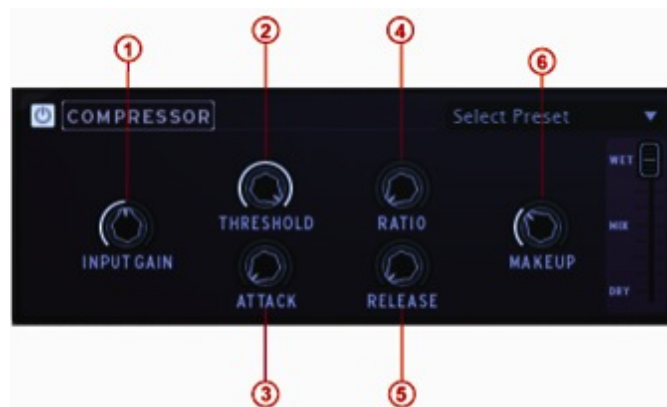 1 2 4 6
COMPRESSOR Select Preset
WET
THRESHOLD RATIO
MIX
INPUT GAIN MAKEUP
DRY
ATTACK RELEASE
3 5